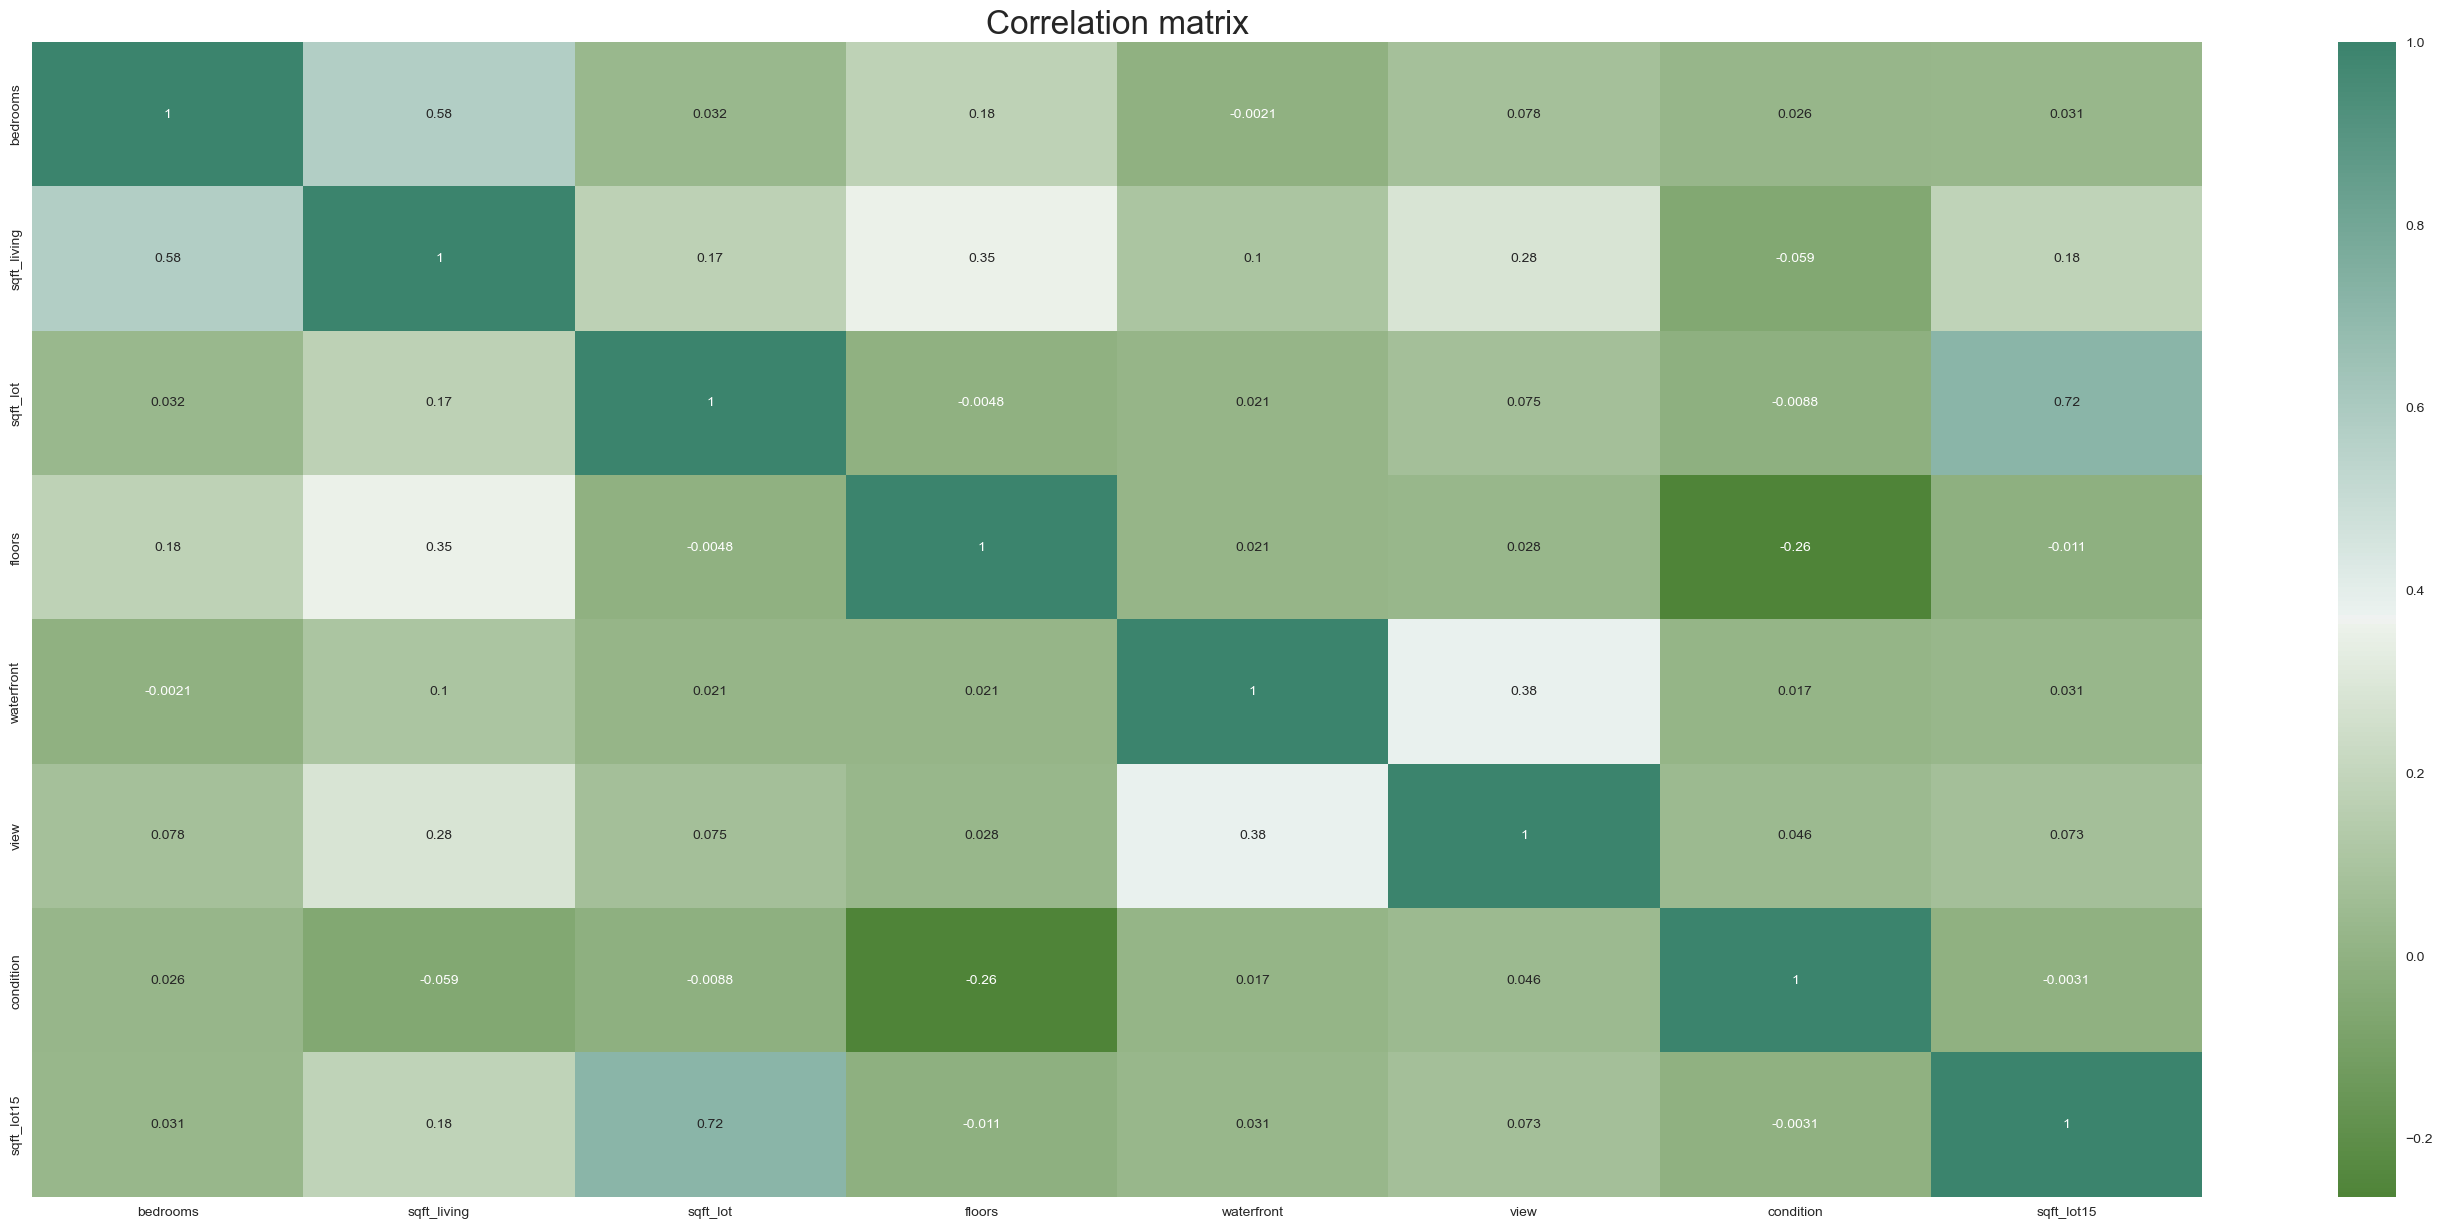 Correlation matrix
bedrooms 1 0.58 0.032 0.18 -0.0021 0.078 0.026 0.031
sqft_living 0.58 1 0.17 0.35 0.1 0.28 -0.059 0.18
sqft_lot 0.032 0.17 1 -0.0048 0.021 0.075 -0.0088 0.72
floors 0.18 0.35 -0.0048 1 0.021 0.028 -0.26 -0.011
waterfront -0.0021 0.1 0.021 0.021 1 0.38 0.017 0.031
view 0.078 0.28 0.075 0.028 0.38 1 0.046 0.073
condition 0.026 -0.059 -0.0088 -0.26 0.017 0.046 1 -0.0031
sqft_lot15 0.031 0.18 0.72 -0.011 0.031 0.073 -0.0031 1
bedrooms sqft_living sqft_lot floors waterfront view condition sqft_lot15
1.0
0.8
0.6
0.4
0.2
0.0
−0.2